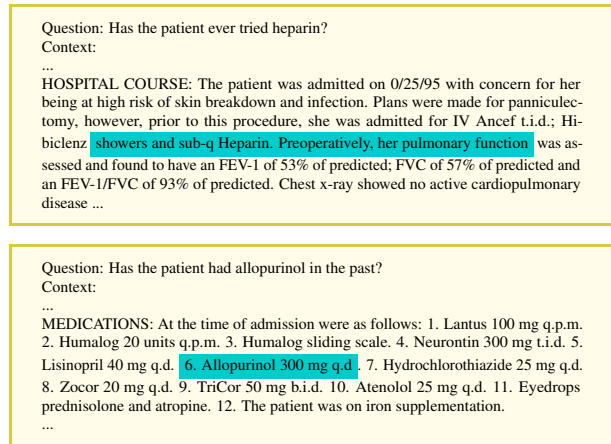 Question: Has the patient ever tried heparin?
Context:
...
HOSPITAL COURSE: The patient was admitted on 0/25/95 with concern for her
being at high risk of skin breakdown and infection. Plans were made for panniculec-
tomy, however, prior to this procedure, she was admitted for IV Ancef t.i.d.; Hi-
biclenz showers and sub-q Heparin. Preoperatively, her pulmonary function was as-
sessed and found to have an FEV-1 of 53% of predicted; FVC of 57% of predicted and
an FEV-1/FVC of 93% of predicted. Chest x-ray showed no active cardiopulmonary
disease ...
Question: Has the patient had allopurinol in the past?
Context:
...
MEDICATIONS: At the time of admission were as follows: 1. Lantus 100 mg q.p.m.
2. Humalog 20 units q.p.m. 3. Humalog sliding scale. 4. Neurontin 300 mg t.i.d. 5.
Lisinopril 40 mg q.d. 6. Allopurinol 300 mg q.d . 7. Hydrochlorothiazide 25 mg q.d.
8. Zocor 20 mg q.d. 9. TriCor 50 mg b.i.d. 10. Atenolol 25 mg q.d. 11. Eyedrops
prednisolone and atropine. 12. The patient was on iron supplementation.
...